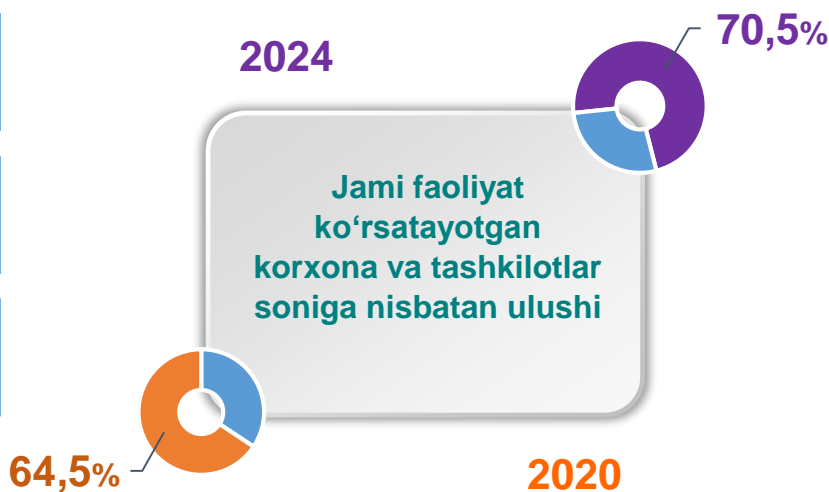 70,5%
2024
Jami faoliyat
ko‘rsatayotgan
korxona va tashkilotlar
soniga nisbatan ulushi
64,5%
2020